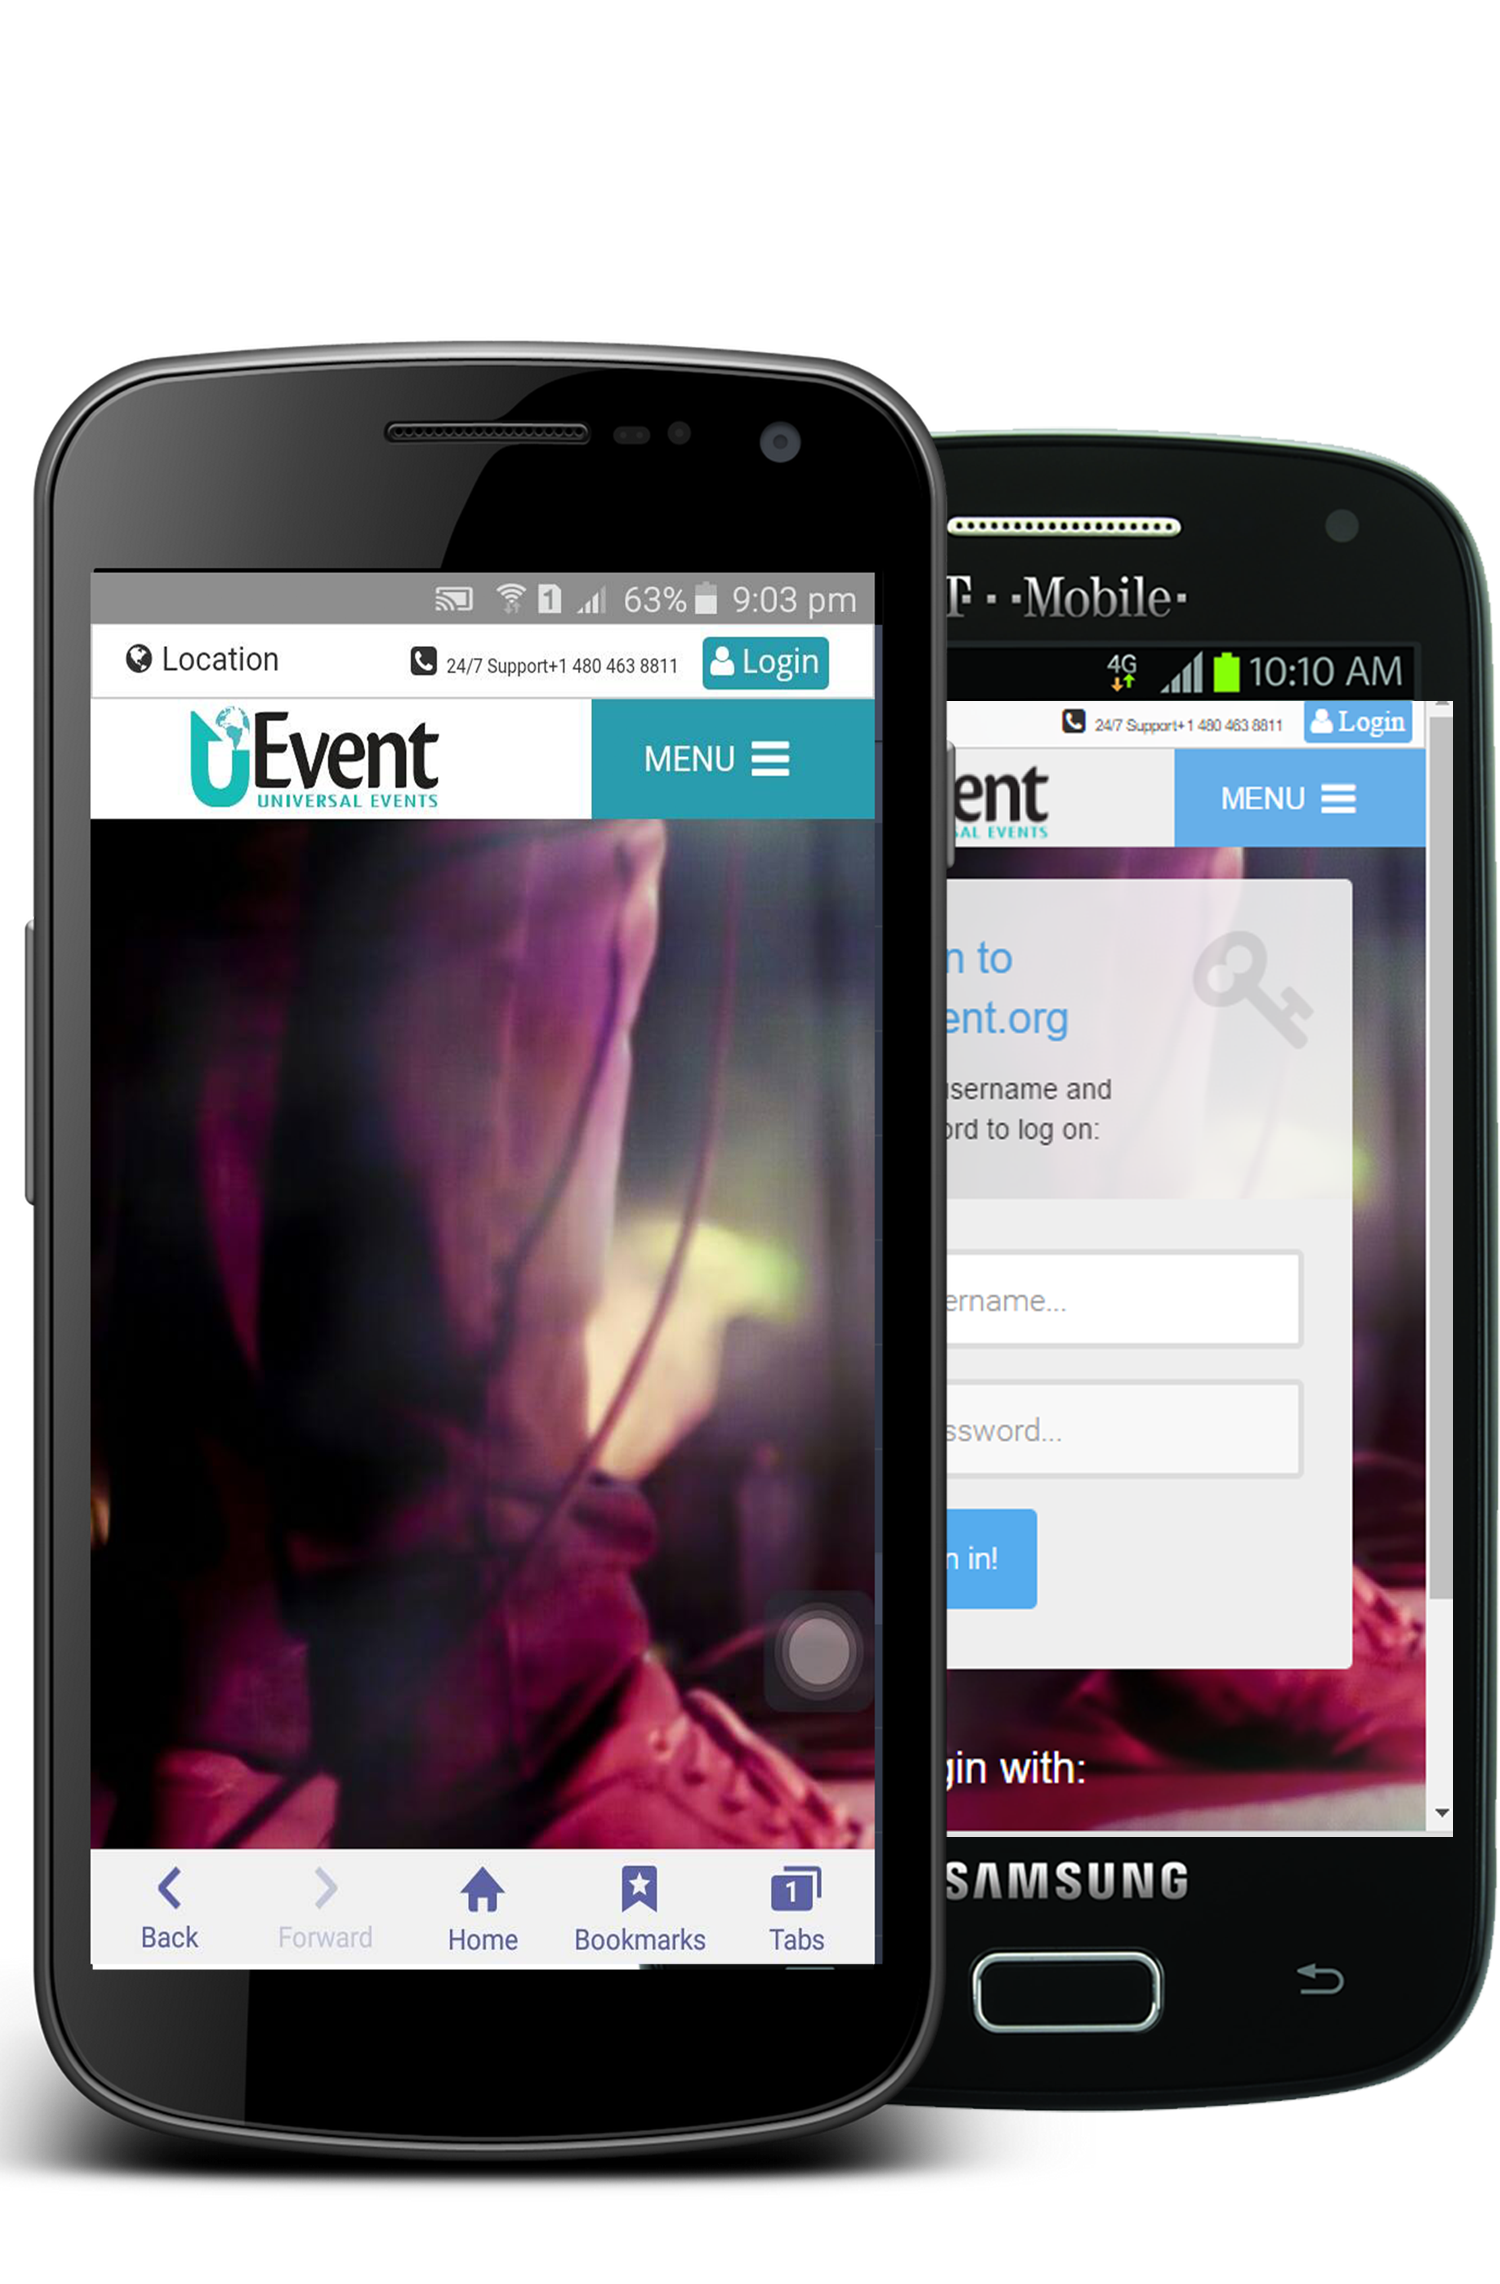 1 63% 9:03 pm
Location
24/7 Support+1 480 463 8811
Login
UEvent
UNIVERSAL EVENTS
MENU
Back
Forward
Home
Bookmarks
1
Tabs
T··Mobile·
4G 10:10 AM
24/7 Support+1 480 463 8811
Login
ent
AL EVENTS
MENU
n to
ent.org
sername and
ord to log on:
ername...
ssword...
n in!
gin with:
SAMSUNG